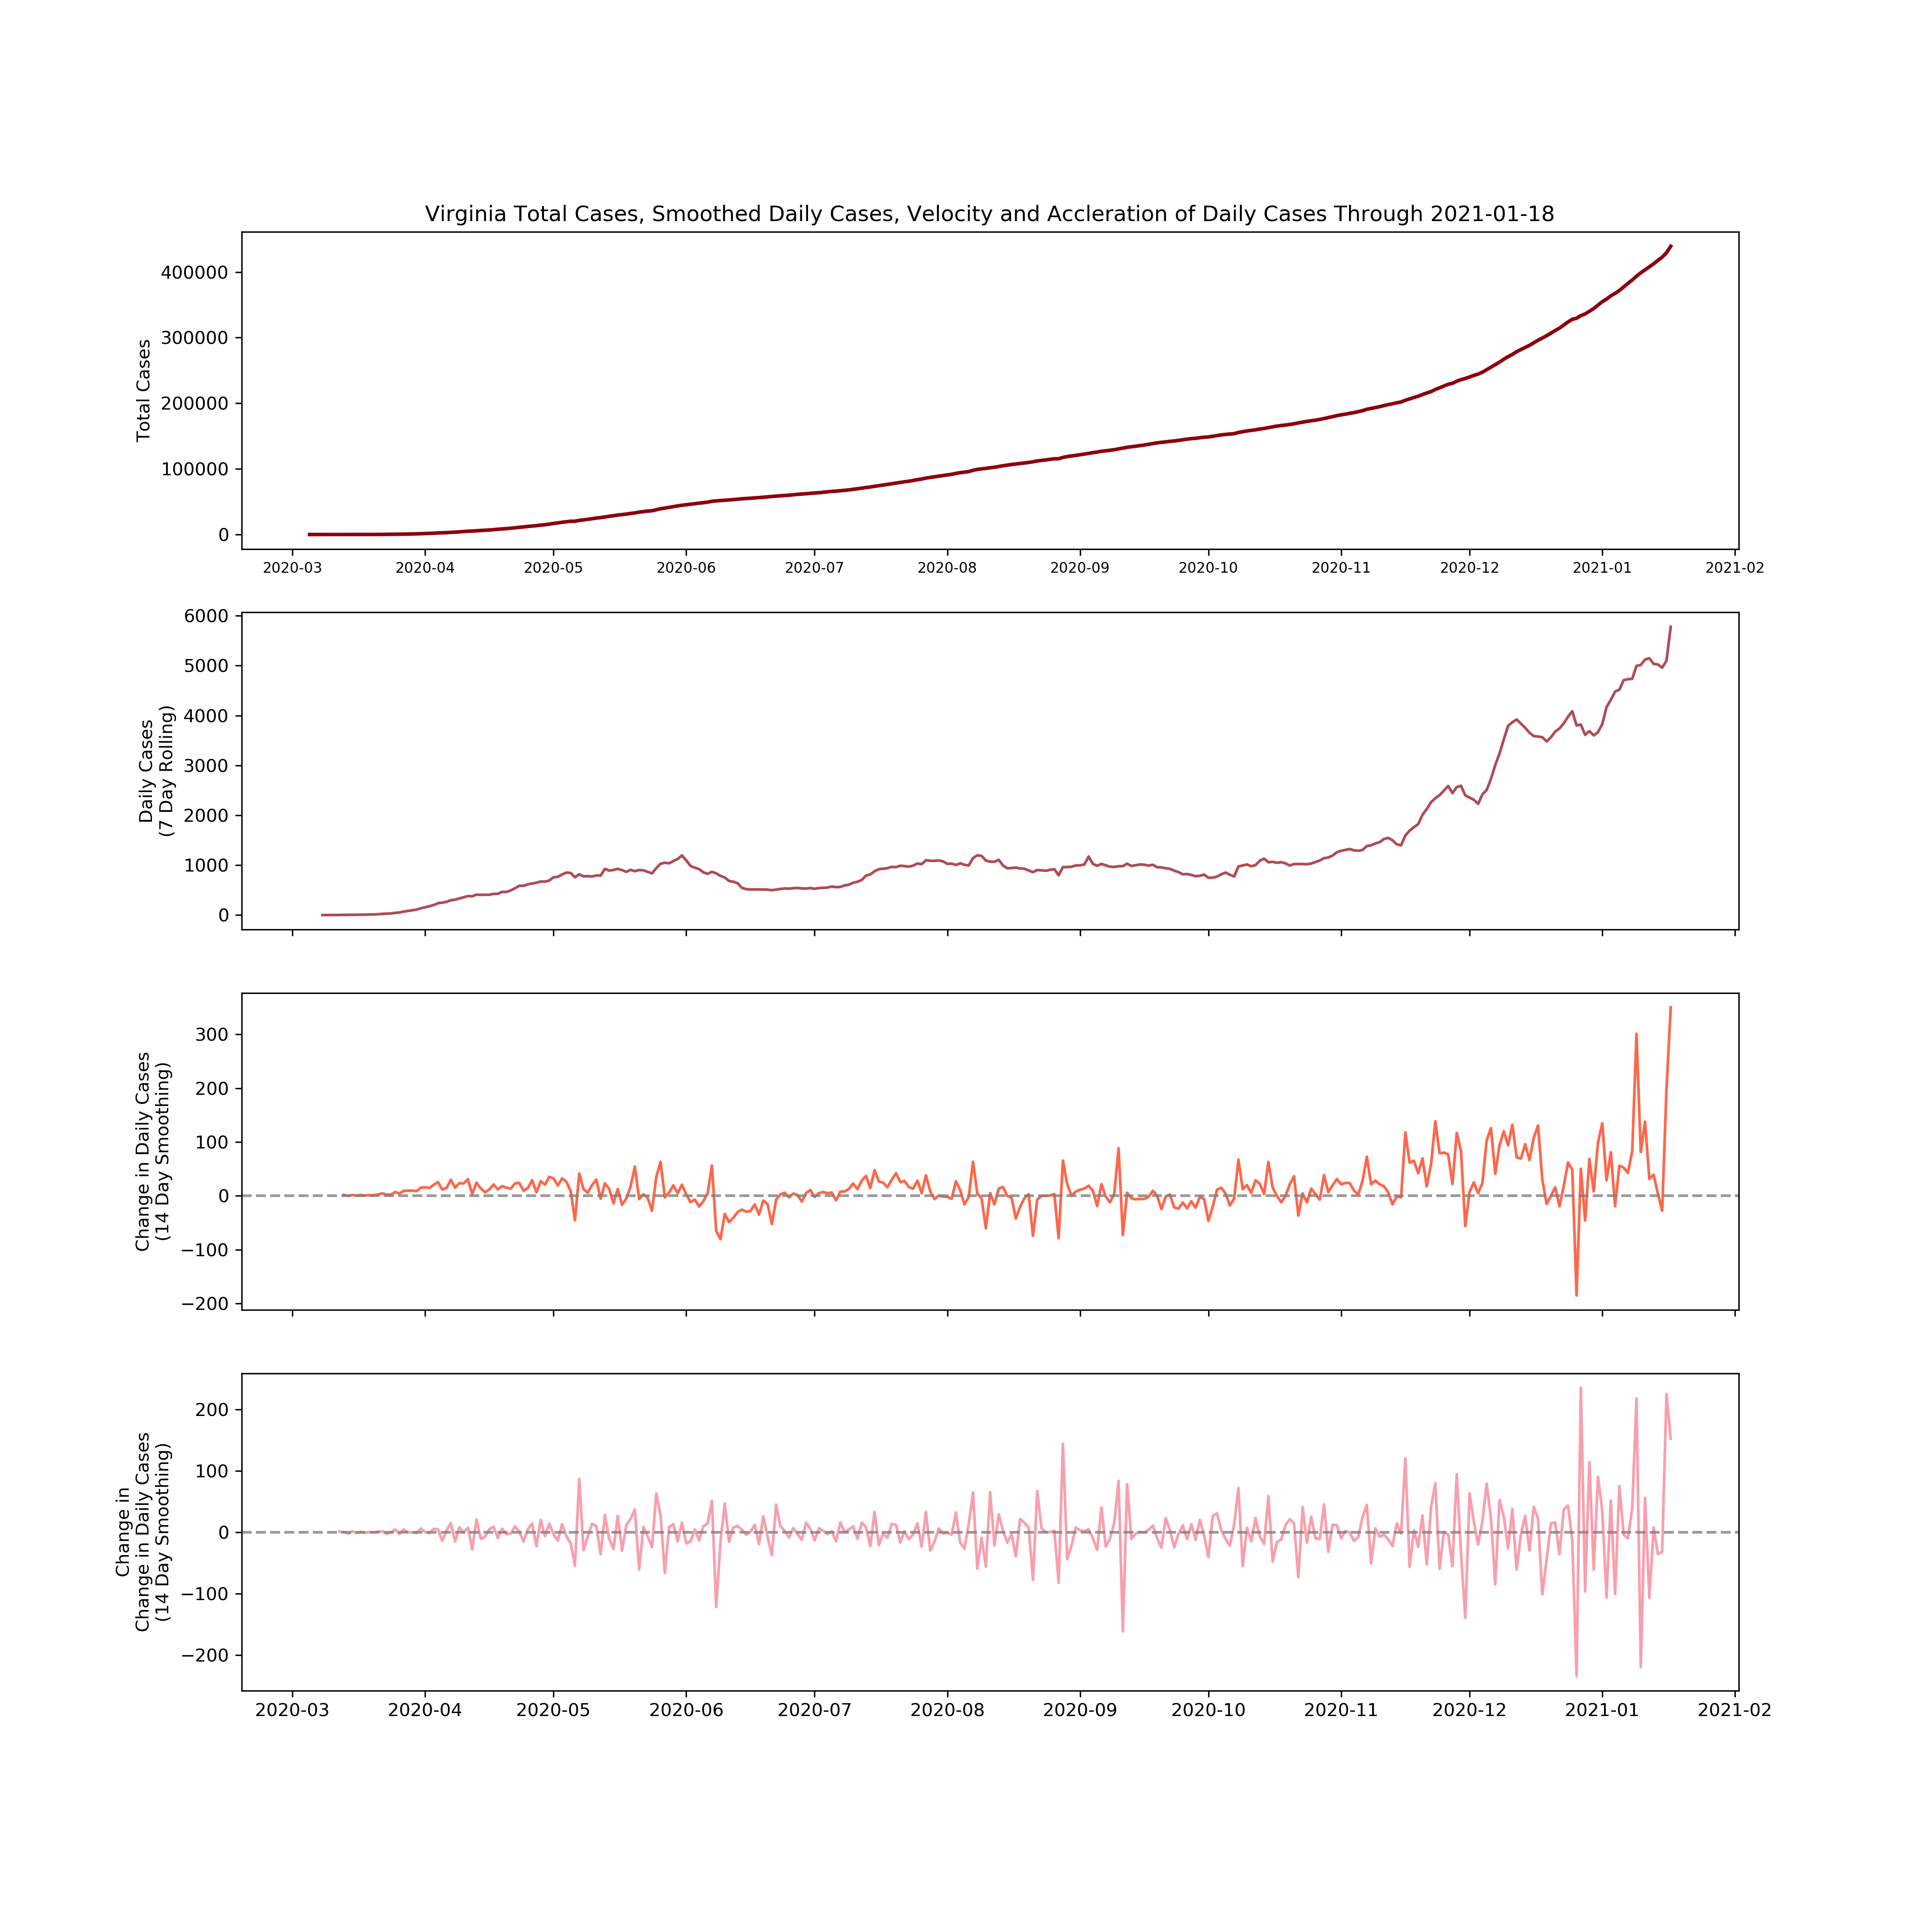 Virginia Total Cases, Smoothed Daily Cases, Velocity and Accleration of Daily Cases Through 2021-01-18
Total Cases
400000
300000
200000
100000
0
2020-03 2020-04 2020-05 2020-06 2020-07 2020-08 2020-09 2020-10 2020-11 2020-12 2021-01 2021-02
Daily Cases
(7 Day Rolling)
6000
5000
4000
3000
2000
1000
0
Change in Daily Cases
(14 Day Smoothing)
300
200
100
0
−100
−200
Change in
Change in Daily Cases
(14 Day Smoothing)
200
100
0
−100
−200
2020-03 2020-04 2020-05 2020-06 2020-07 2020-08 2020-09 2020-10 2020-11 2020-12 2021-01 2021-02